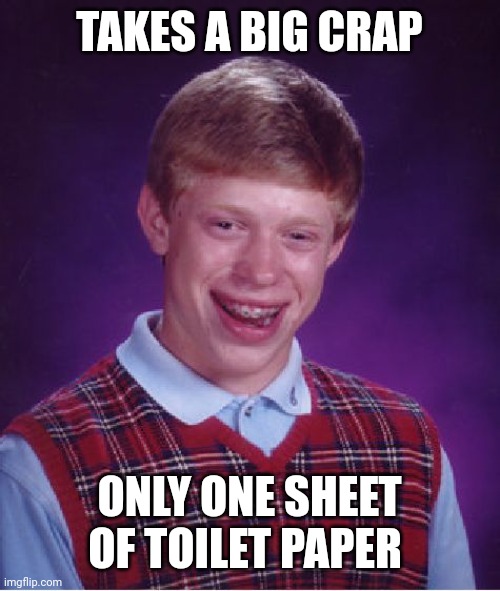 TAKES A BIG CRAP
ONLY ONE SHEET
OF TOILET PAPER
imgflip.com